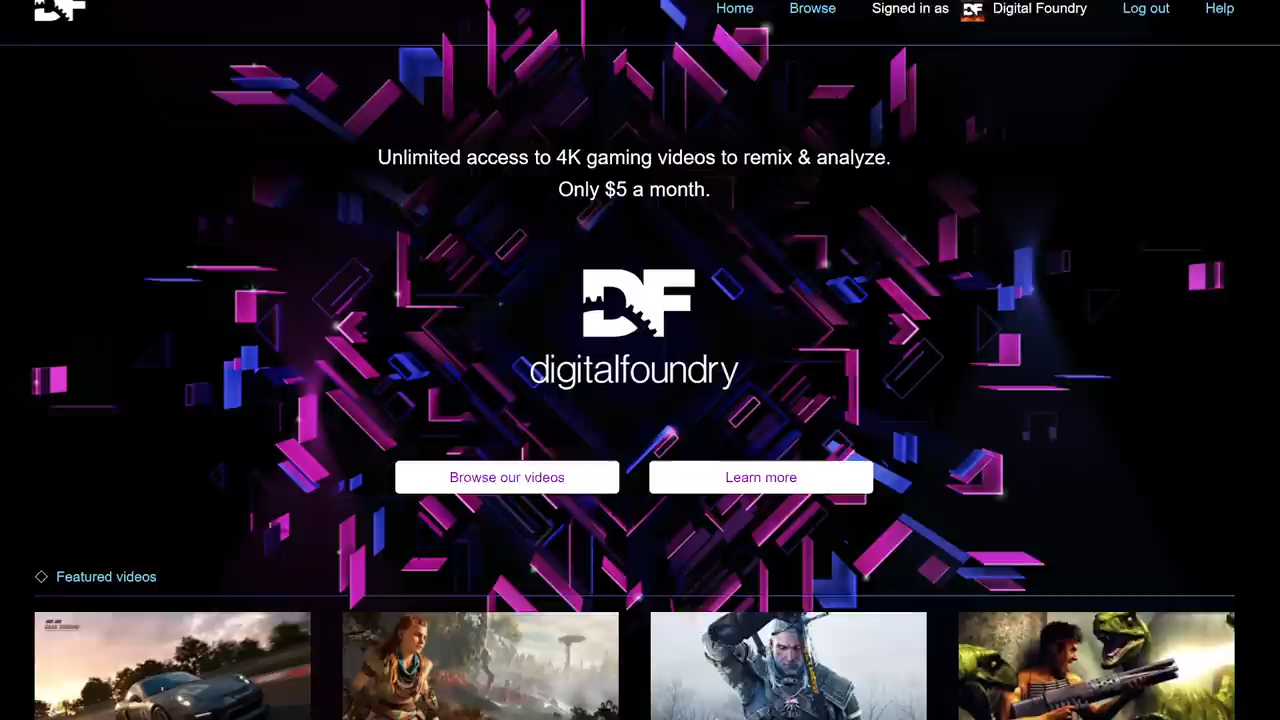 DF
Home
Browse
Signed in as
DF
Digital Foundry
Log out
Help
Unlimited access to 4K gaming videos to remix & analyze.
Only $5 a month.
DF
digitalfoundry
Browse our videos
Learn more
Featured videos